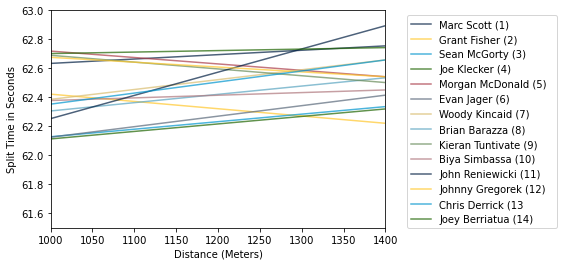 63.0
62.8
62.6
62.4
62.2
62.0
61.8
61.6
Split Time in Seconds
1000 1050 1100 1150 1200 1250 1300 1350 1400
Distance (Meters)
Marc Scott (1)
Grant Fisher (2)
Sean McGorty (3)
Joe Klecker (4)
Morgan McDonald (5)
Evan Jager (6)
Woody Kincaid (7)
Brian Barazza (8)
Kieran Tuntivate (9)
Biya Simbassa (10)
John Reniewicki (11)
Johnny Gregorek (12)
Chris Derrick (13
Joey Berriatua (14)